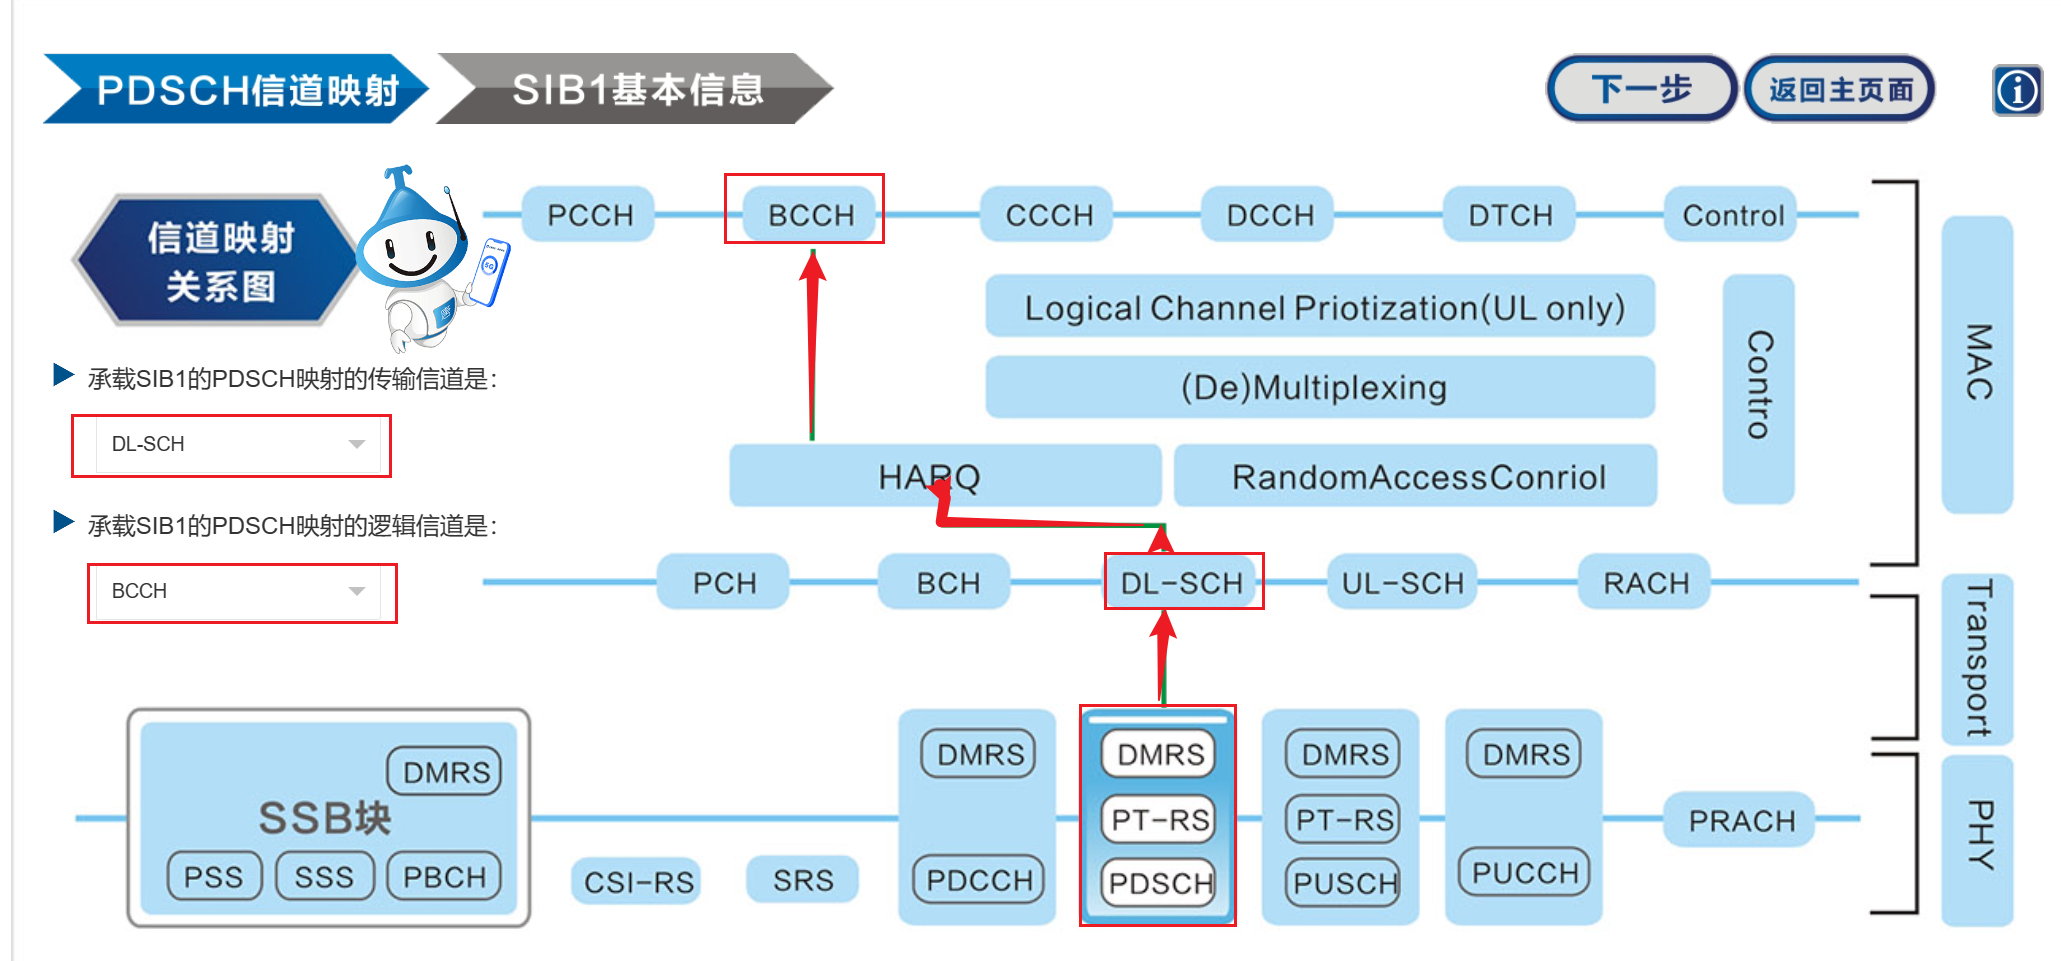 PDSCH信道映射
SIB1基本信息
下一步
返回主页面
i
信道映射
关系图
5G
承载SIB1的PDSCH映射的传输信道是：
DL-SCH
承载SIB1的PDSCH映射的逻辑信道是：
BCCH
PCCH
BCCH
CCCH
DCCH
DTCH
Control
Logical Channel Priotization(UL only)
(De)Multiplexing
HARQ
RandomAccessConriol
Contro
MAC
PCH
BCH
DL-SCH
UL-SCH
RACH
Transport
DMRS
SSB块
PSS
SSS
PBCH
CSI-RS
SRS
DMRS
PDCCH
DMRS
PT-RS
PDSCH
DMRS
PT-RS
PUSCH
DMRS
PUCCH
PRACH
PHY